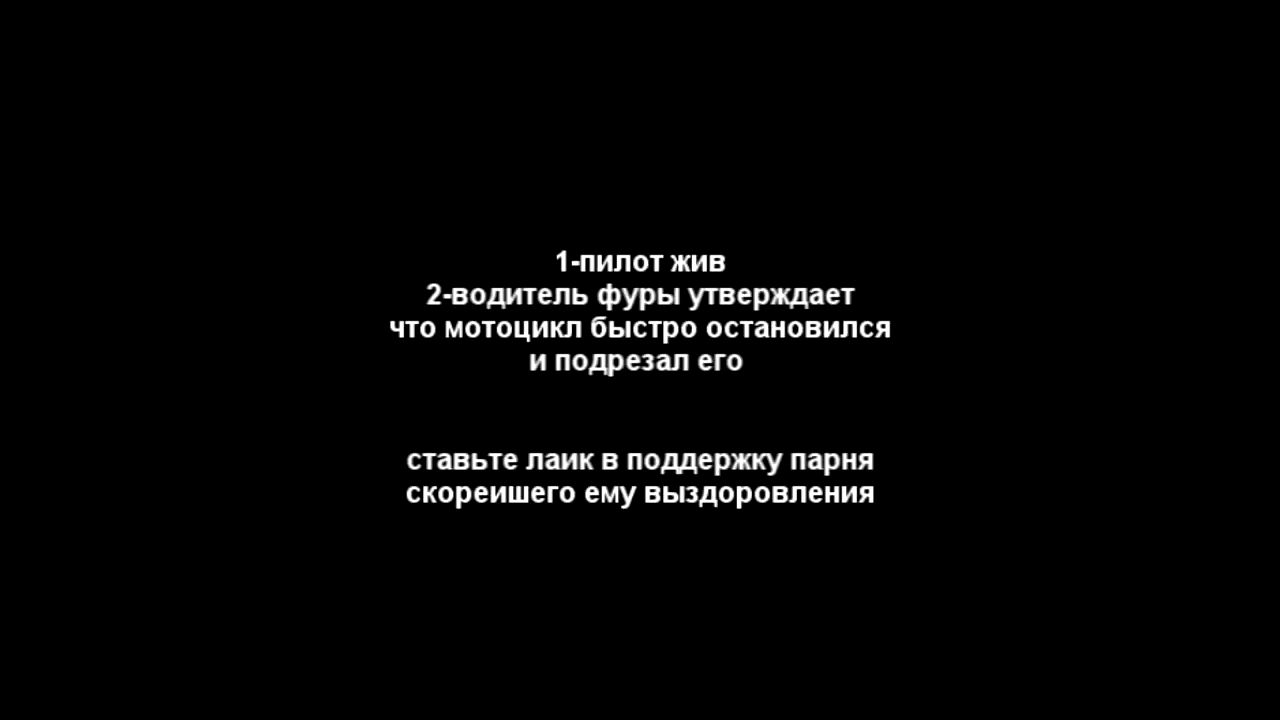 1-пилот жив
2-водитель фуры утверждает
что мотоцикл быстро остановился
и подрезал его
ставьте лаик в поддержку парня
скореишего ему выздоровления